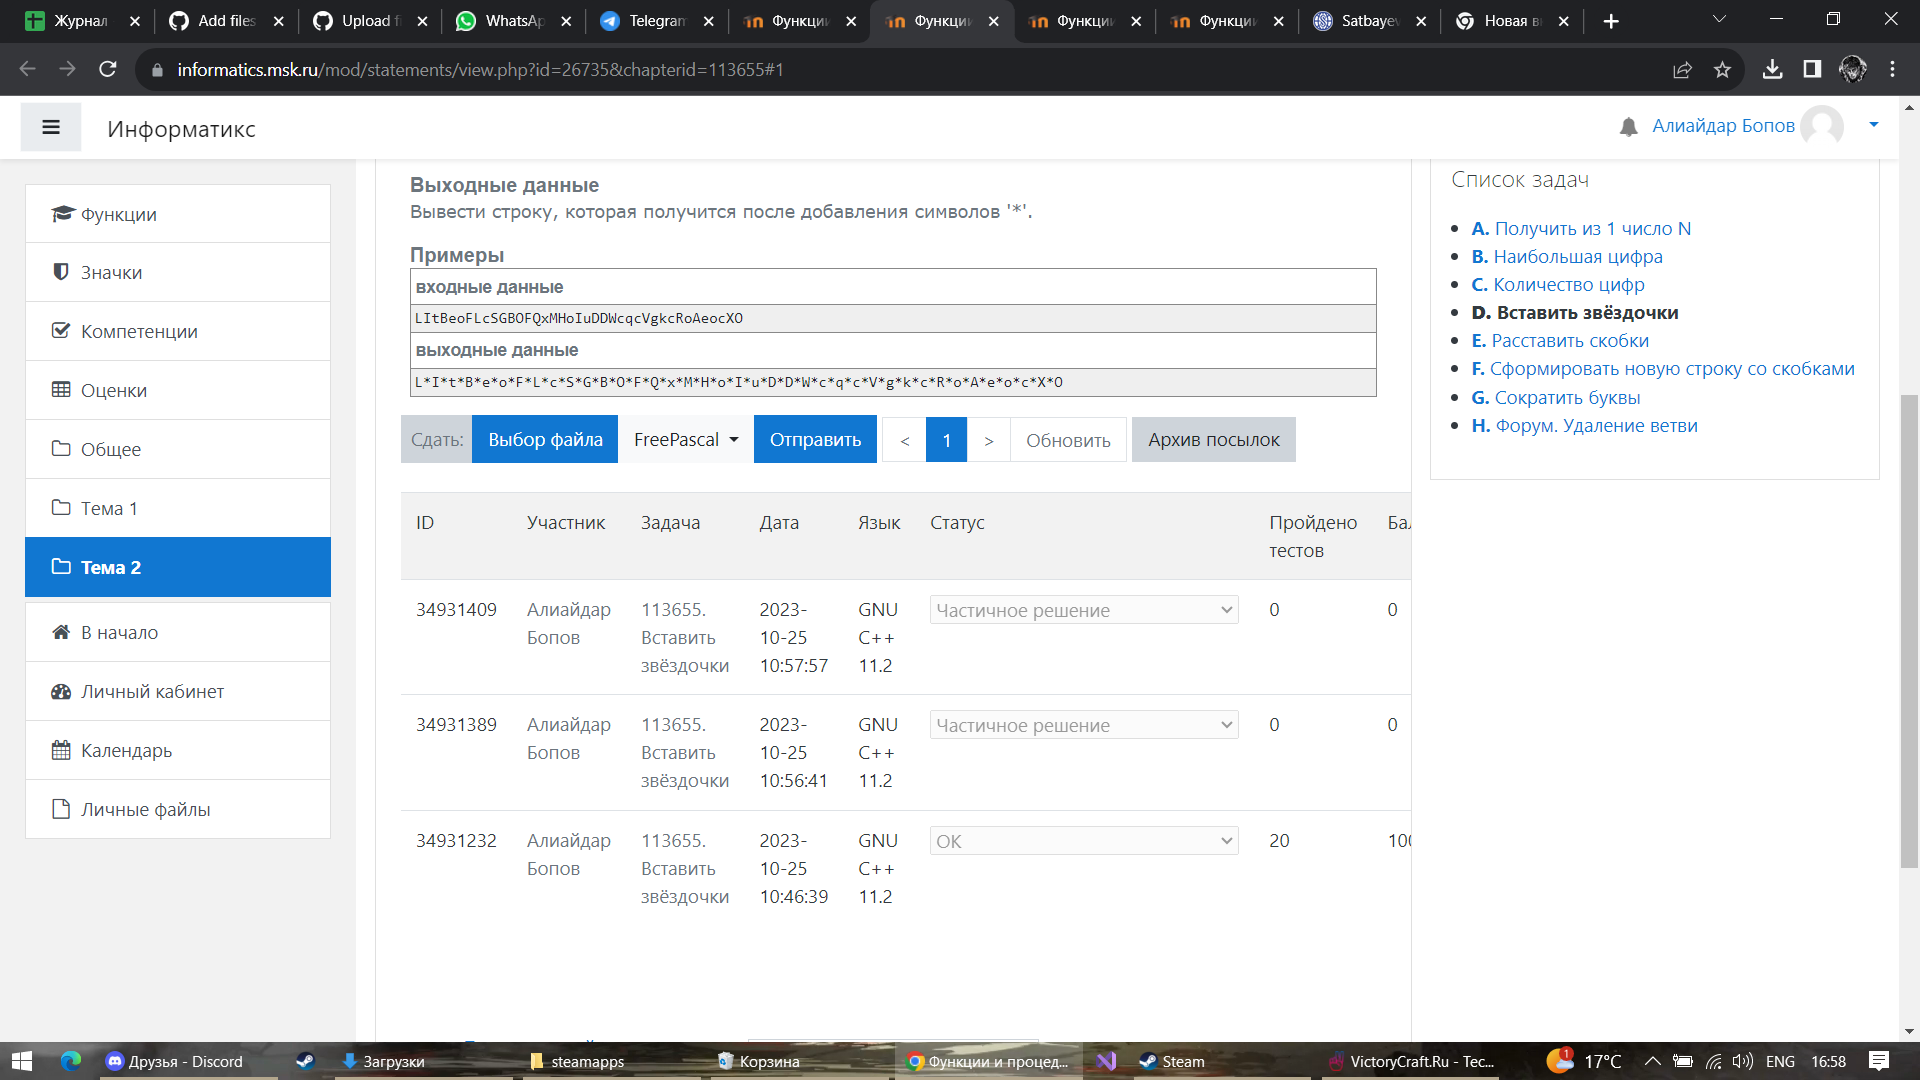 Журнал
Add files
Upload fi
WhatsAp
Telegram
Функции
Функции
Функции
Функции
Satbayev
Новая вк
informatics.msk.ru/mod/statements/view.php?id=26735&chapterid=113655#1
Информатикс
Алиайдар Бопов
Функции
Значки
Компетенции
Оценки
Общее
Тема 1
Тема 2
В начало
Личный кабинет
Календарь
Личные файлы
Выходные данные
Вывести строку, которая получится после добавления символов '*'.
Примеры
входные данные
LItBeoFLcSGBOFQxMHoIuDDWcqcVgkcRoAeocXO
выходные данные
L*I*t*B*e*o*F*L*c*S*G*B*O*F*Q*x*M*H*o*I*u*D*D*W*c*q*c*V*g*k*c*R*o*A*e*o*c*X*O
Сдать: Выбор файла FreePascal Отправить < 1 > Обновить Архив посылок
ID Участник Задача Дата Язык Статус Пройдено тестов Бал
34931409 Алиайдар Бопов 113655. Вставить звёздочки 2023-10-25 10:57:57 GNU C++ 11.2 Частичное решение 0 0
34931389 Алиайдар Бопов 113655. Вставить звёздочки 2023-10-25 10:56:41 GNU C++ 11.2 Частичное решение 0 0
34931232 Алиайдар Бопов 113655. Вставить звёздочки 2023-10-25 10:46:39 GNU C++ 11.2 OK 20 100
Список задач
A. Получить из 1 число N
B. Наибольшая цифра
C. Количество цифр
D. Вставить звёздочки
E. Расставить скобки
F. Сформировать новую строку со скобками
G. Сократить буквы
H. Форум. Удаление ветви
Друзья - Discord
Загрузки
steamapps
Корзина
Функции и процед...
Steam
VictoryCraft.Ru - Тес...
1
17°C
ENG
16:58